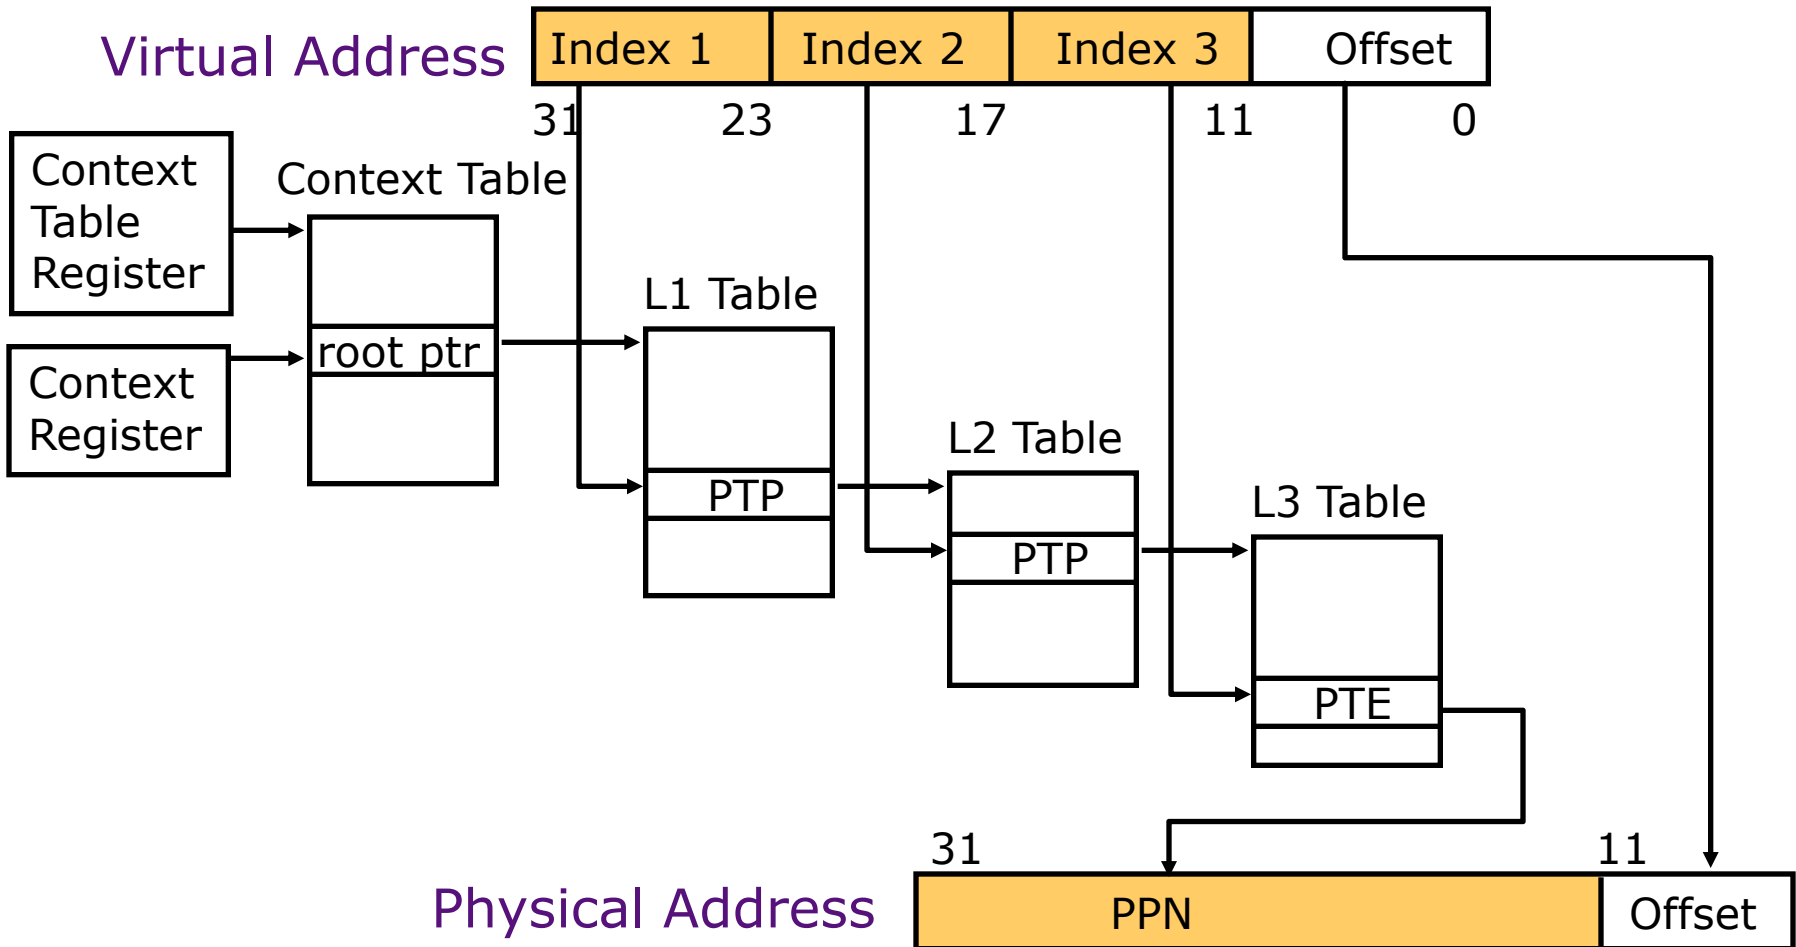 Virtual Address
Index 1
Index 2
Index 3
Offset
31
23
17
11
0
Context
Table
Register
Context Table
root ptr
Context
Register
L1 Table
PTP
L2 Table
PTP
L3 Table
PTE
31
11
Physical Address
PPN
Offset